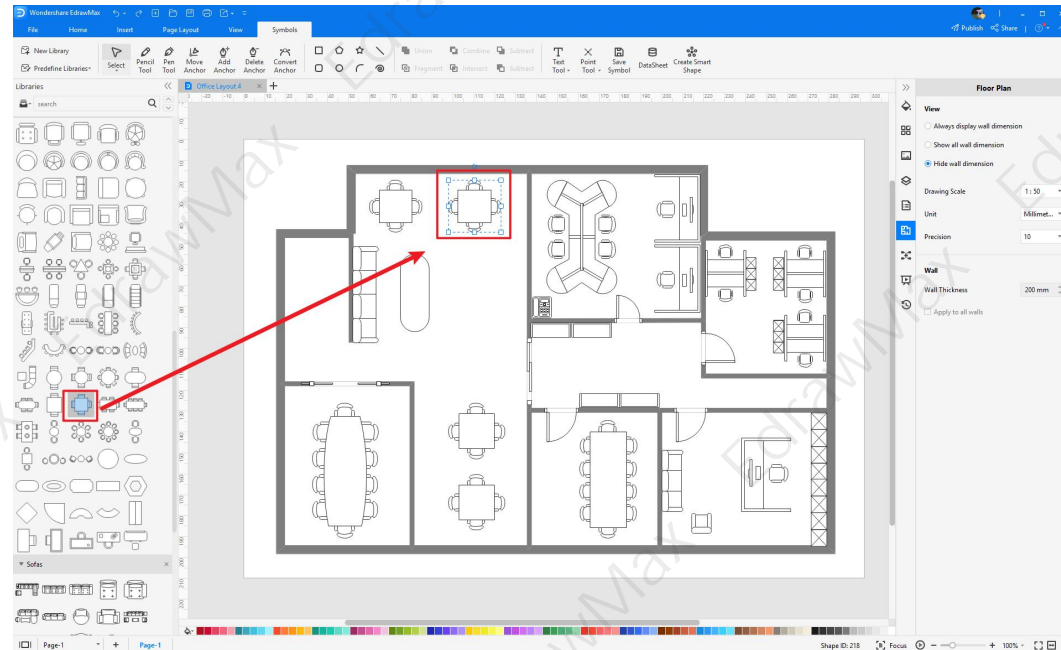 Wondershare EdrawMax
File Home Insert Page Layout View Symbols
Publish Share
New Library
Predefine Libraries
Select
Pencil Tool
Pen Tool
Move Anchor
Add Anchor
Delete Anchor
Convert Anchor
Union Combine Subtract
Fragment Intersect Subtract
Text Tool
Point Tool
Save Symbol
DataSheet
Create Smart Shape
Libraries
Office Layout 4
search
Floor Plan
View
Always display wall dimension
Show all wall dimension
Hide wall dimension
Drawing Scale 1 : 50
Unit Millimet...
Precision 10
Wall
Wall Thickness 200 mm
Apply to all walls
Sofas
Page-1 + Page-1
Shape ID: 218 Focus 100%
EdrawMax
EdrawMax
EdrawMax
EdrawMax